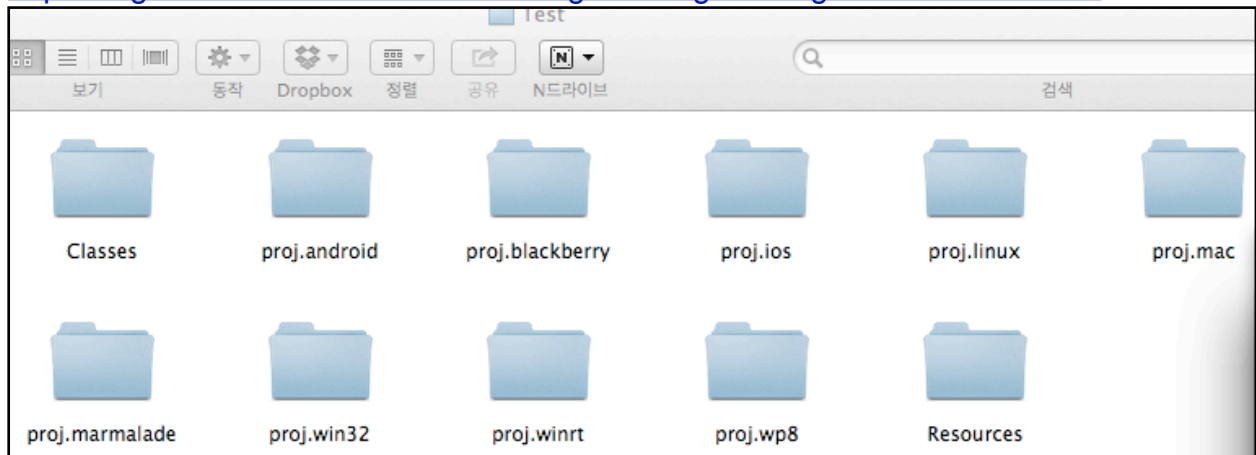 Test
보기 동작 Dropbox 정렬 공유 N드라이브 검색
Classes proj.android proj.blackberry proj.ios proj.linux proj.mac
proj.marmalade proj.win32 proj.winrt proj.wp8 Resources